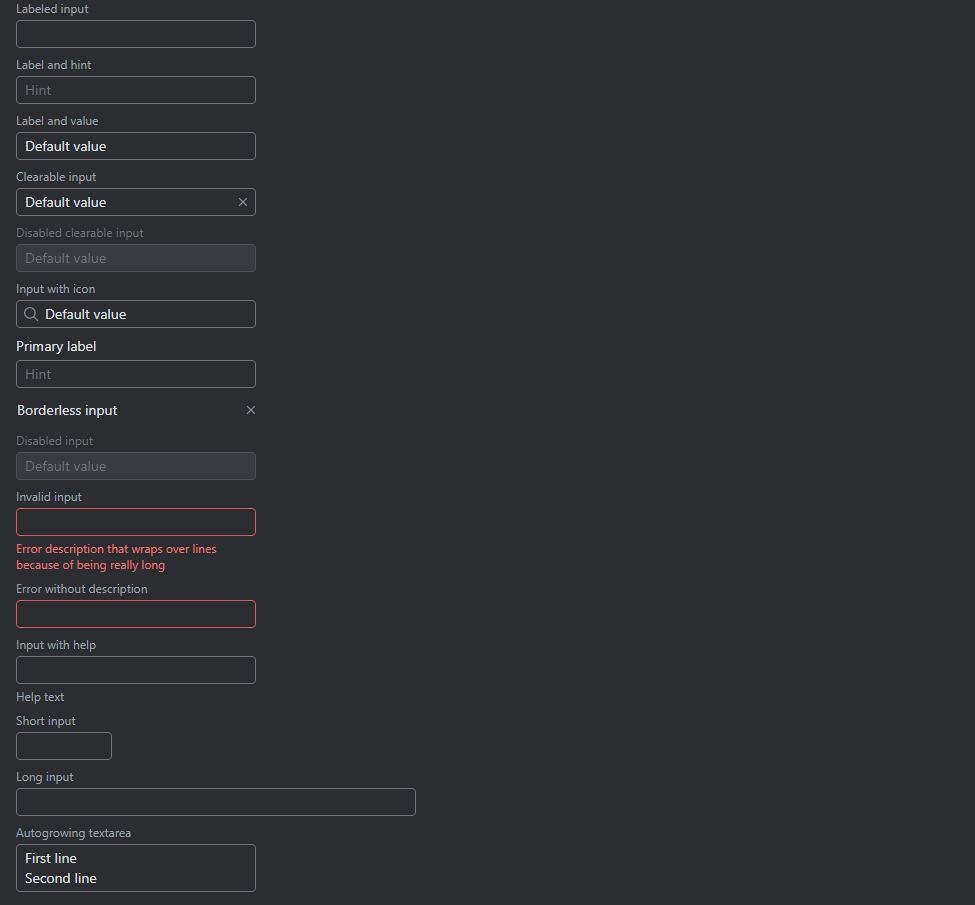 Labeled input
Label and hint
Hint
Label and value
Default value
Clearable input
Default value
Disabled clearable input
Default value
Input with icon
Default value
Primary label
Hint
Borderless input
Disabled input
Default value
Invalid input
Error description that wraps over lines
because of being really long
Error without description
Input with help
Help text
Short input
Long input
Autogrowing textarea
First line
Second line